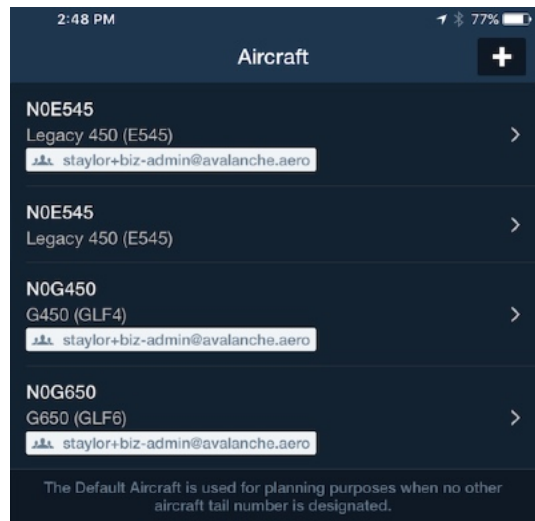 2:48 PM 77%
Aircraft
N0E545
Legacy 450 (E545)
staylor+biz-admin@avalanche.aero
N0E545
Legacy 450 (E545)
N0G450
G450 (GLF4)
staylor+biz-admin@avalanche.aero
N0G650
G650 (GLF6)
staylor+biz-admin@avalanche.aero
The Default Aircraft is used for planning purposes when no other
aircraft tail number is designated.